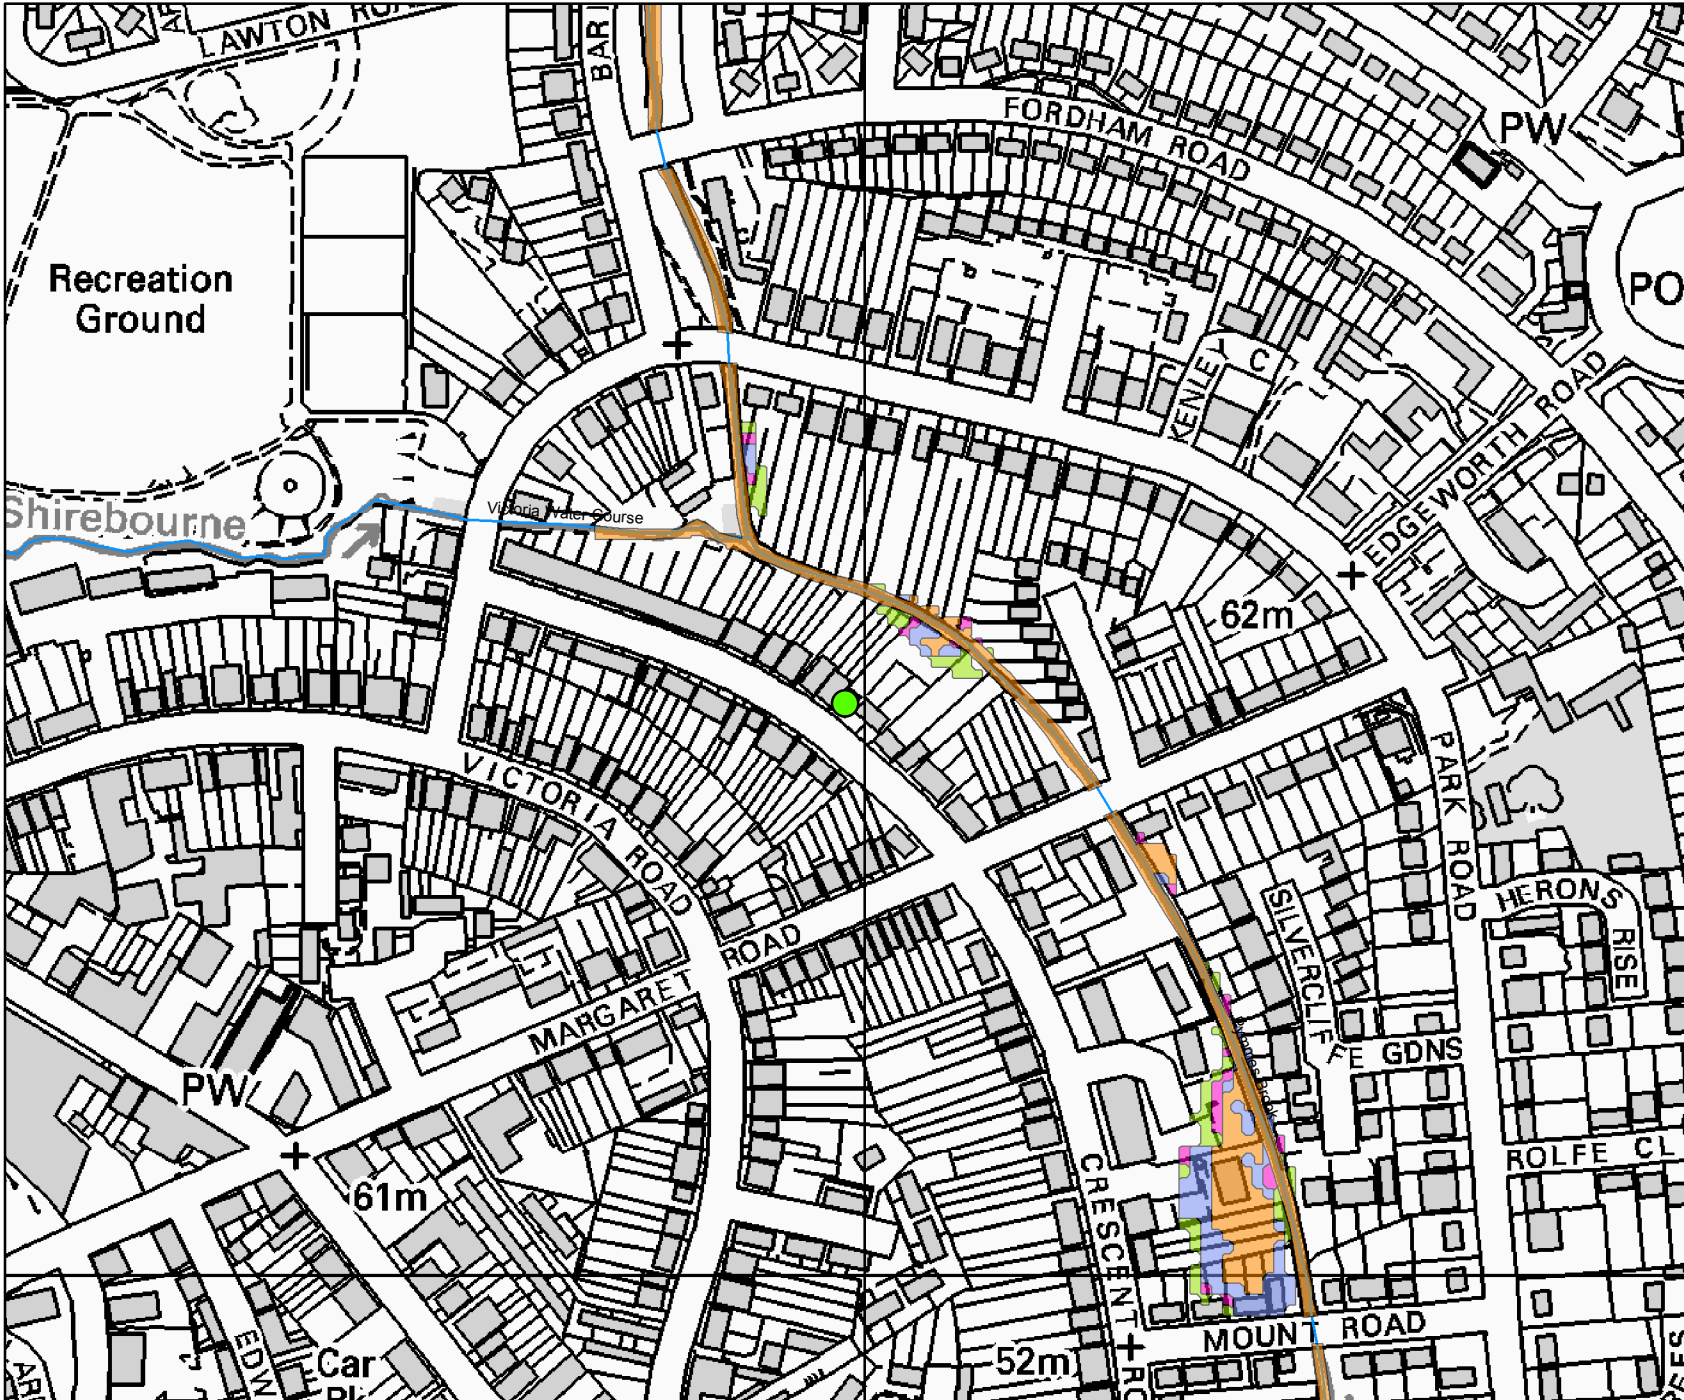 LAWTON
BAR
FORDHAM ROAD
PW
Recreation
Ground
PO
KENLEY
C
EDGEWORTH ROAD
Shirebourne
Victoria Water Course
62m
VICTORIA ROAD
PARK ROAD
HERONS
RISE
SILVERCLIFFE GDNS
MARGARET ROAD
PW
ROLFE CL
61m
CRESCENT
MOUNT ROAD
52m
EDW
Car